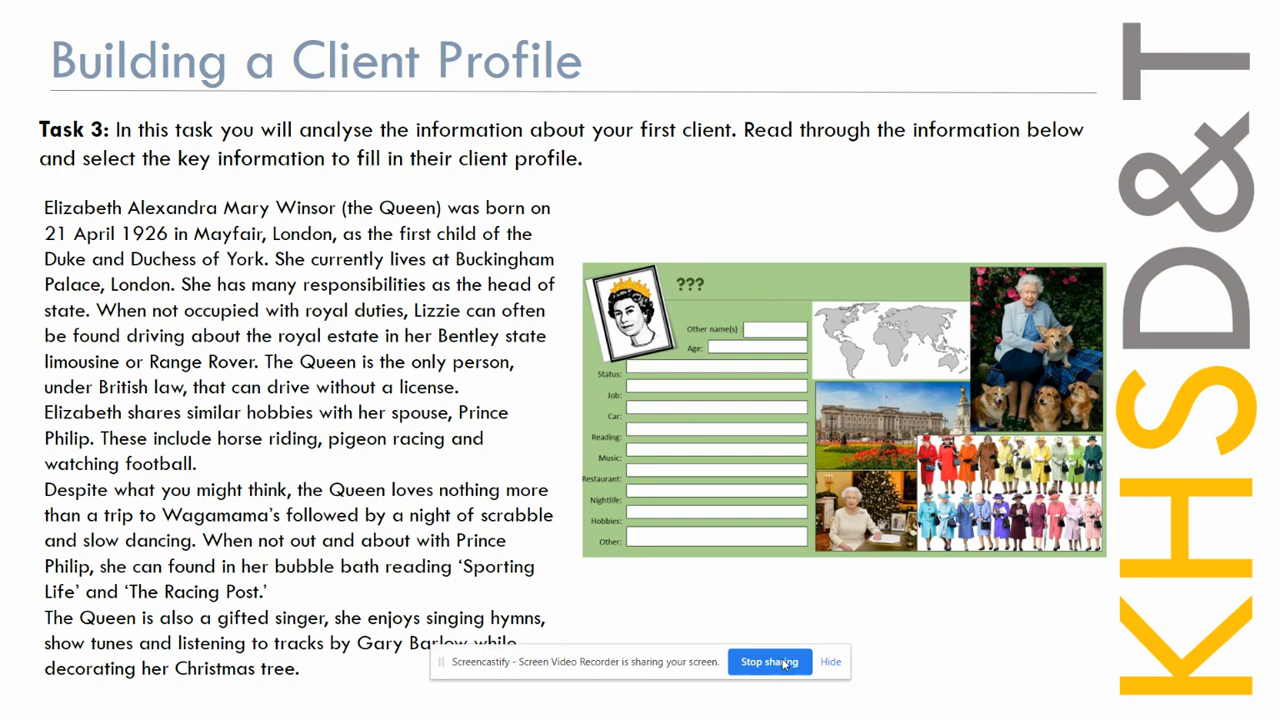 Building a Client Profile
Task 3: In this task you will analyse the information about your first client. Read through the information below
and select the key information to fill in their client profile.
Elizabeth Alexandra Mary Winsor (the Queen) was born on
21 April 1926 in Mayfair, London, as the first child of the
Duke and Duchess of York. She currently lives at Buckingham
Palace, London. She has many responsibilities as the head of
state. When not occupied with royal duties, Lizzie can often
be found driving about the royal estate in her Bentley state
limousine or Range Rover. The Queen is the only person,
under British law, that can drive without a license.
Elizabeth shares similar hobbies with her spouse, Prince
Philip. These include horse riding, pigeon racing and
watching football.
Despite what you might think, the Queen loves nothing more
than a trip to Wagamama's followed by a night of scrabble
and slow dancing. When not out and about with Prince
Philip, she can found in her bubble bath reading 'Sporting
Life' and 'The Racing Post.'
The Queen is also a gifted singer, she enjoys singing hymns,
show tunes and listening to tracks by Gary Barlow while
decorating her Christmas tree.
???
Other name(s) :
Age:
Status:
Job:
Car:
Reading:
Music:
Restaurant:
Nightlife:
Hobbies:
Other:
Screencastify - Screen Video Recorder is sharing your screen.
Stop sharing
Hide
KHSD&T